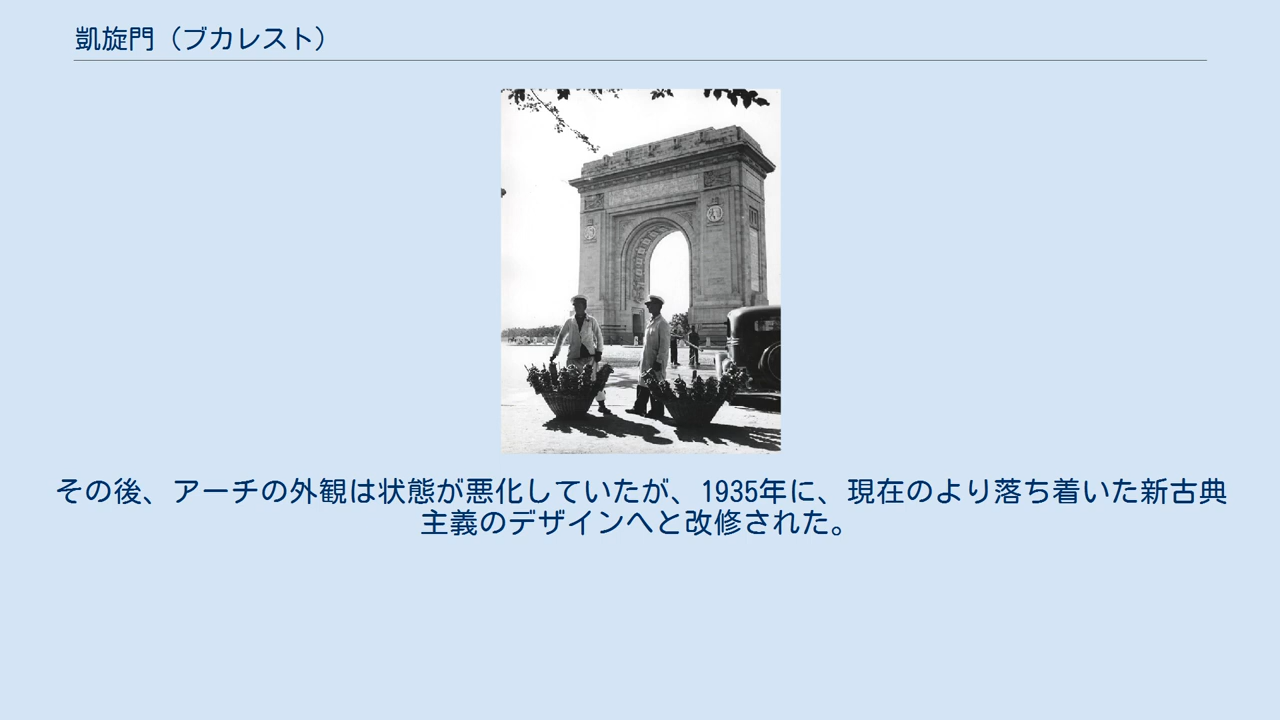 凱旋門（ブカレスト）
その後、アーチの外観は状態が悪化していたが、1935年に、現在のより落ち着いた新古典
主義のデザインへと改修された。